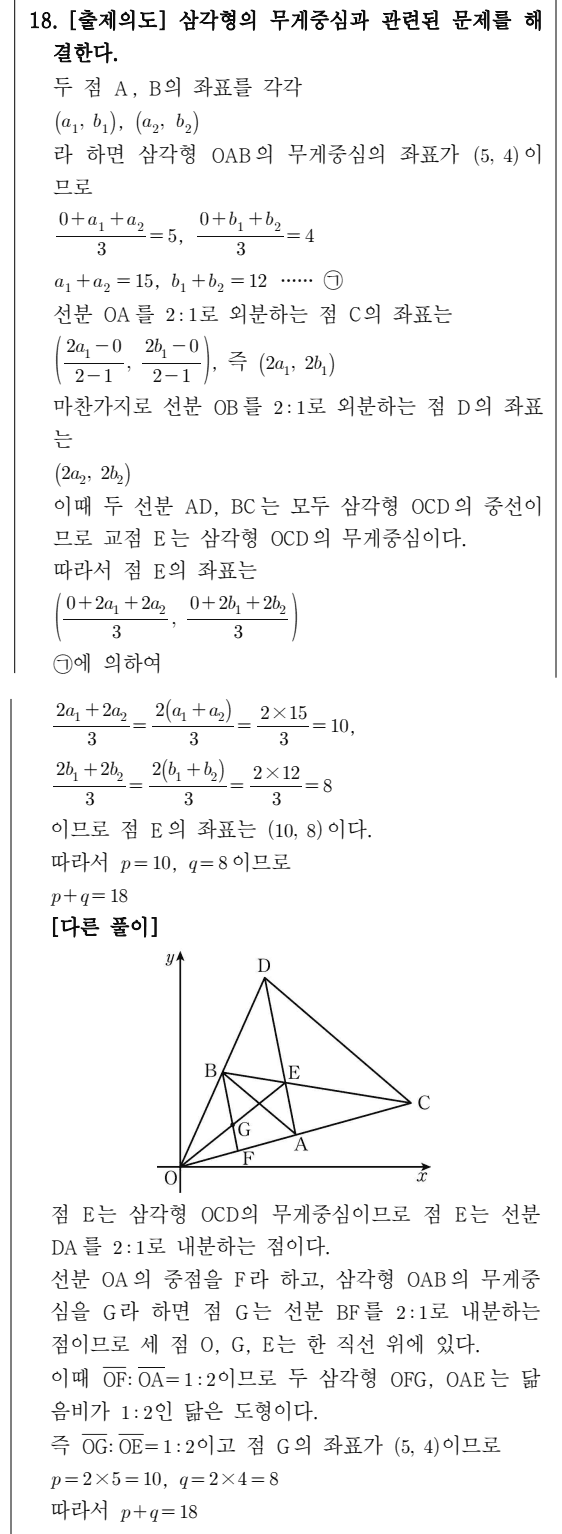 18. [출제의도] 삼각형의 무게중심과 관련된 문제를 해
결한다.
두 점 A, B의 좌표를 각각
(a₁, b₁), (a₂, b₂)
라 하면 삼각형 OAB의 무게중심의 좌표가 (5, 4)이
므로
(0+a₁+a₂)/3=5, (0+b₁+b₂)/3=4
a₁+a₂=15, b₁+b₂=12 …… ㉠
선분 OA를 2:1로 외분하는 점 C의 좌표는
((2a₁-0)/(2-1), (2b₁-0)/(2-1)), 즉 (2a₁, 2b₁)
마찬가지로 선분 OB를 2:1로 외분하는 점 D의 좌표
는
(2a₂, 2b₂)
이때 두 선분 AD, BC는 모두 삼각형 OCD의 중선이
므로 교점 E는 삼각형 OCD의 무게중심이다.
따라서 점 E의 좌표는
((0+2a₁+2a₂)/3, (0+2b₁+2b₂)/3)
㉠에 의하여
(2a₁+2a₂)/3=2(a₁+a₂)/3=(2×15)/3=10,
(2b₁+2b₂)/3=2(b₁+b₂)/3=(2×12)/3=8
이므로 점 E의 좌표는 (10, 8)이다.
따라서 p=10, q=8이므로
p+q=18
[다른 풀이]
y
D
B
E
C
G
A
F
O
x
점 E는 삼각형 OCD의 무게중심이므로 점 E는 선분
DA를 2:1로 내분하는 점이다.
선분 OA의 중점을 F라 하고, 삼각형 OAB의 무게중
심을 G라 하면 점 G는 선분 BF를 2:1로 내분하는
점이므로 세 점 O, G, E는 한 직선 위에 있다.
이때 O̅F̅:O̅A̅=1:2이므로 두 삼각형 OFG, OAE는 닮
음비가 1:2인 닮은 도형이다.
즉 O̅G̅:O̅E̅=1:2이고 점 G의 좌표가 (5, 4)이므로
p=2×5=10, q=2×4=8
따라서 p+q=18